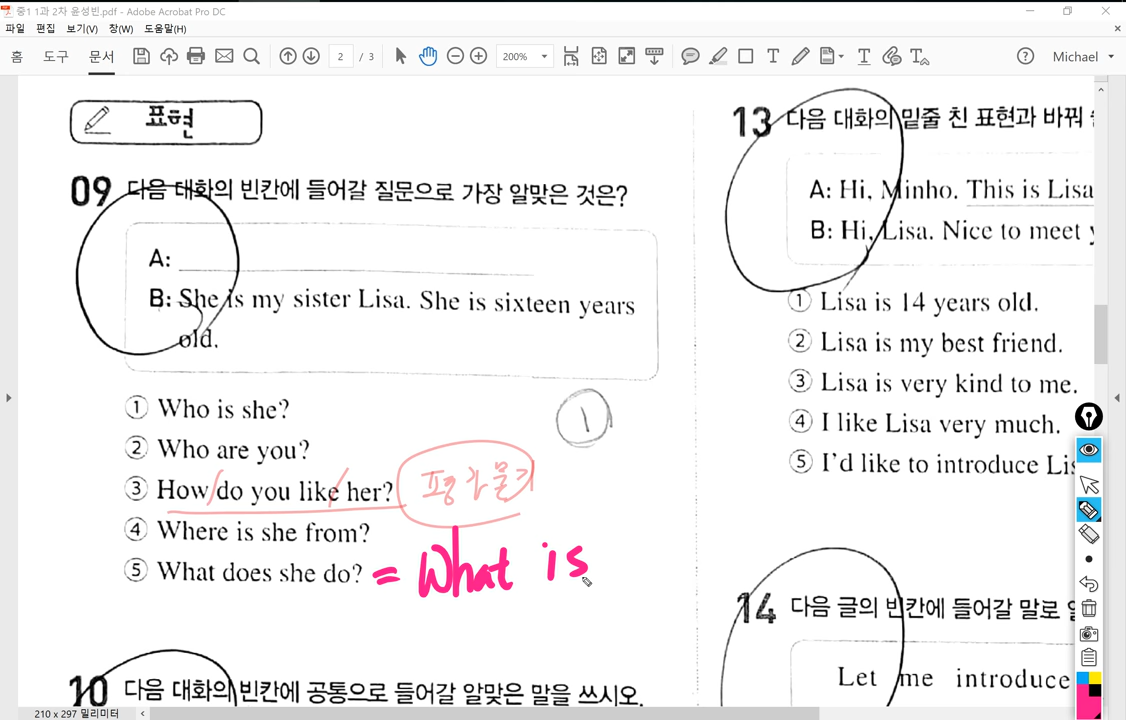 중1 1과 2차 윤성빈.pdf - Adobe Acrobat Pro DC
파일 편집 보기(V) 창(W) 도움말(H)
홈 도구 문서 2 / 3 200% Michael
표현
09 다음 대화의 빈칸에 들어갈 질문으로 가장 알맞은 것은?
A:
B: She is my sister Lisa. She is sixteen years
old.
① Who is she?
② Who are you?
③ How do you like her?
④ Where is she from?
⑤ What does she do?
1
평가묻기
= What is
10 다음 대화의 빈칸에 공통으로 들어갈 알맞은 말을 쓰시오.
13 다음 대화의 밑줄 친 표현과 바꿔
A: Hi, Minho. This is Lisa
B: Hi, Lisa. Nice to meet
① Lisa is 14 years old.
② Lisa is my best friend.
③ Lisa is very kind to me.
④ I like Lisa very much.
⑤ I'd like to introduce Lis
14 다음 글의 빈칸에 들어갈 말로
Let me introduce
210 x 297 밀리미터